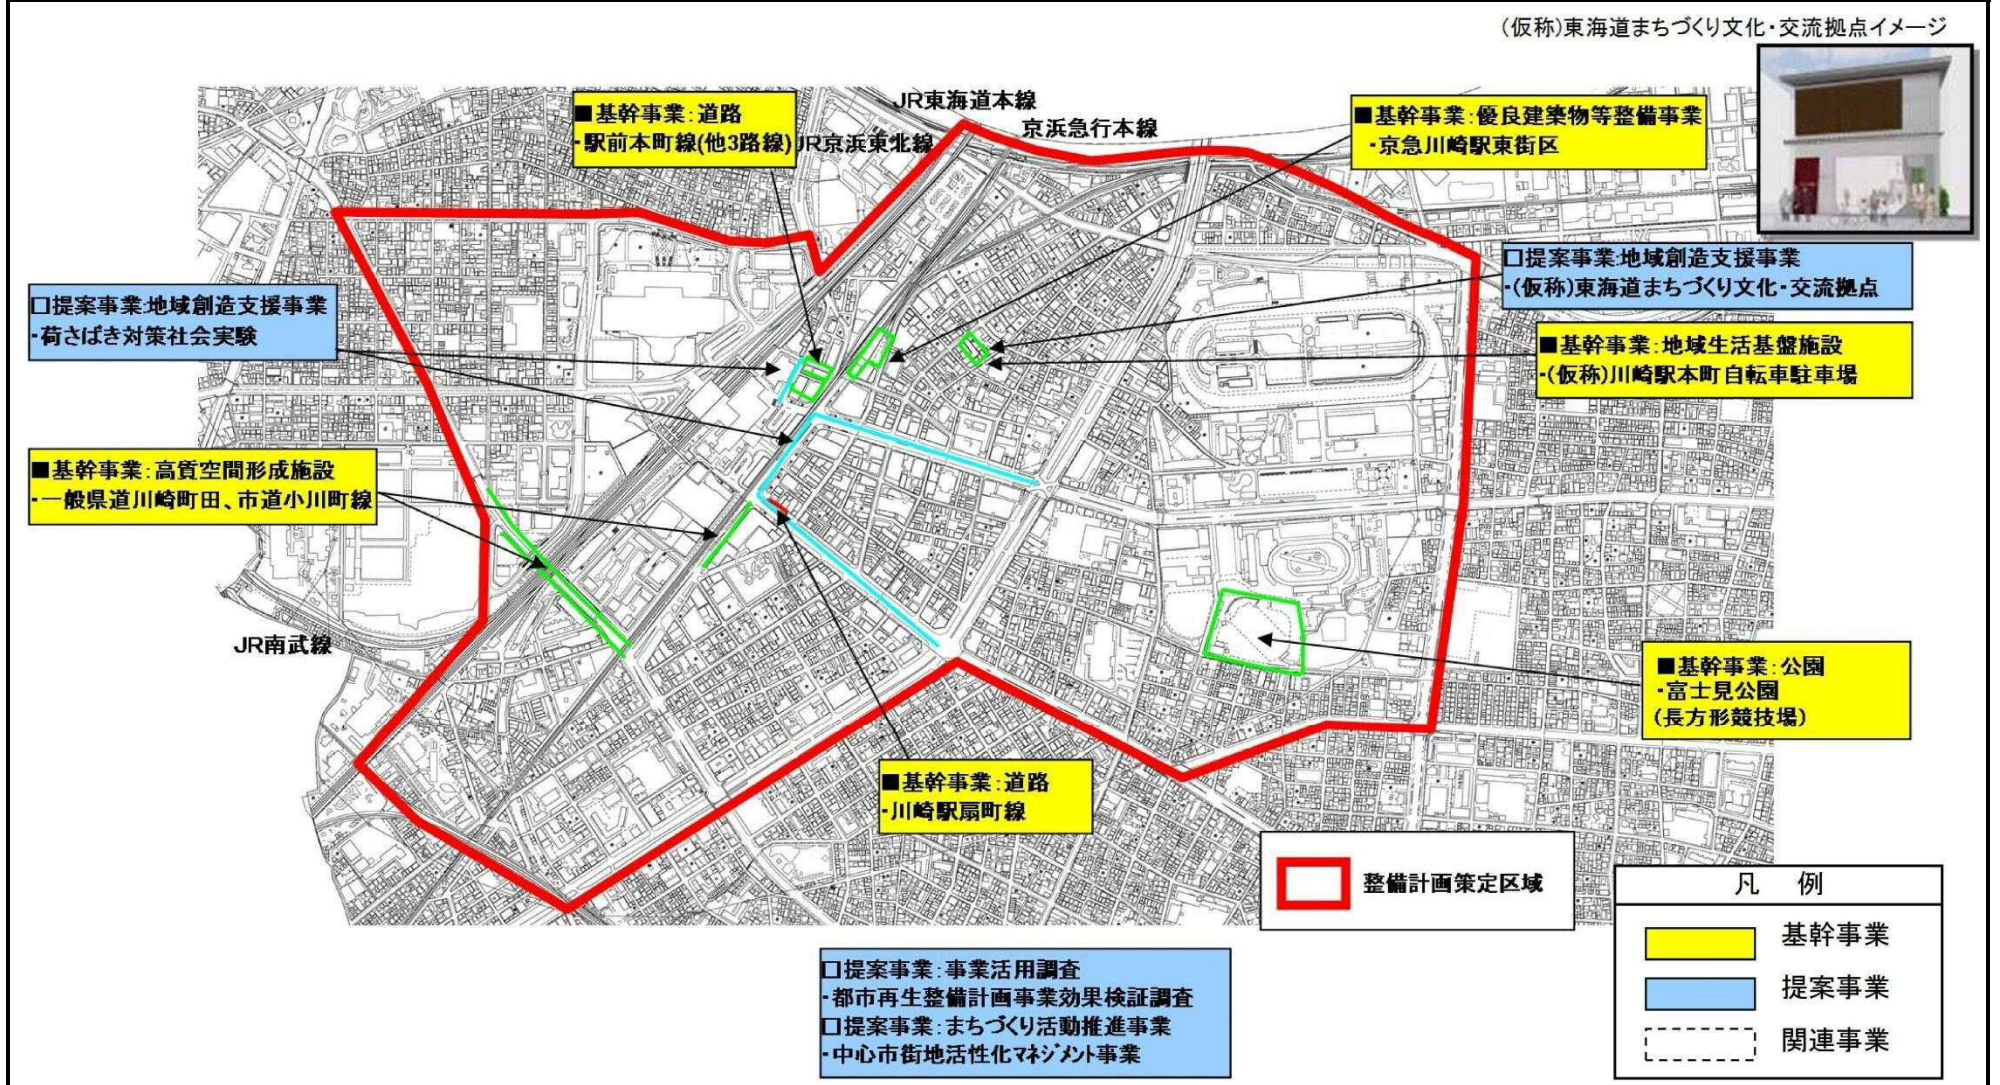 (仮称)東海道まちづくり文化・交流拠点イメージ
■基幹事業:道路
・駅前本町線(他3路線)
JR東海道本線
京浜急行本線
JR京浜東北線
■基幹事業:優良建築物等整備事業
・京急川崎駅東街区
□提案事業:地域創造支援事業
・(仮称)東海道まちづくり文化・交流拠点
□提案事業:地域創造支援事業
・荷さばき対策社会実験
■基幹事業:地域生活基盤施設
・(仮称)川崎駅本町自転車駐車場
■基幹事業:高質空間形成施設
・一般県道川崎町田、市道小川町線
JR南武線
■基幹事業:公園
・富士見公園
(長方形競技場)
■基幹事業:道路
・川崎駅扇町線
整備計画策定区域
凡 例
基幹事業
提案事業
関連事業
□提案事業:事業活用調査
・都市再生整備計画事業効果検証調査
□提案事業:まちづくり活動推進事業
・中心市街地活性化マネジメント事業